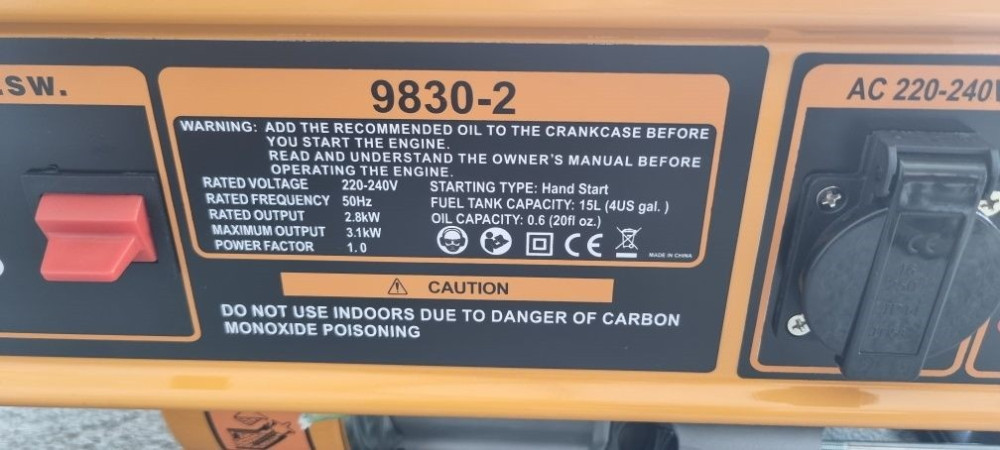 .SW.
9830-2
WARNING: ADD THE RECOMMENDED OIL TO THE CRANKCASE BEFORE
YOU START THE ENGINE.
READ AND UNDERSTAND THE OWNER'S MANUAL BEFORE
OPERATING THE ENGINE.
RATED VOLTAGE 220-240V
RATED FREQUENCY 50Hz
RATED OUTPUT 2.8kW
MAXIMUM OUTPUT 3.1kW
POWER FACTOR 1.0
STARTING TYPE: Hand Start
FUEL TANK CAPACITY: 15L (4US gal. )
OIL CAPACITY: 0.6 (20fl oz.)
CE
MADE IN CHINA
CAUTION
DO NOT USE INDOORS DUE TO DANGER OF CARBON
MONOXIDE POISONING
AC 220-240V